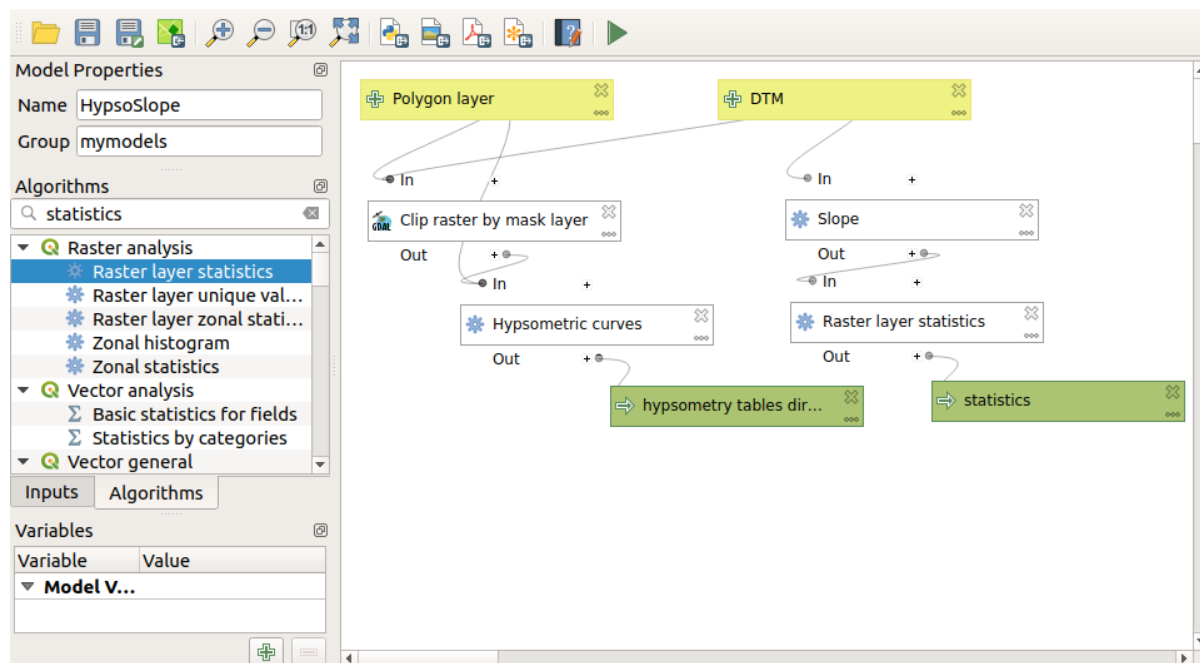 1:1
Model Properties
Name HypsoSlope
Group mymodels
Algorithms
statistics
Raster analysis
Raster layer statistics
Raster layer unique val...
Raster layer zonal stati...
Zonal histogram
Zonal statistics
Vector analysis
Σ Basic statistics for fields
Σ Statistics by categories
Vector general
Inputs Algorithms
Variables
Variable Value
Model V...
Polygon layer
DTM
In +
In +
GDAL Clip raster by mask layer
Slope
Out +
Out +
In +
In +
Hypsometric curves
Raster layer statistics
Out +
Out +
hypsometry tables dir...
statistics